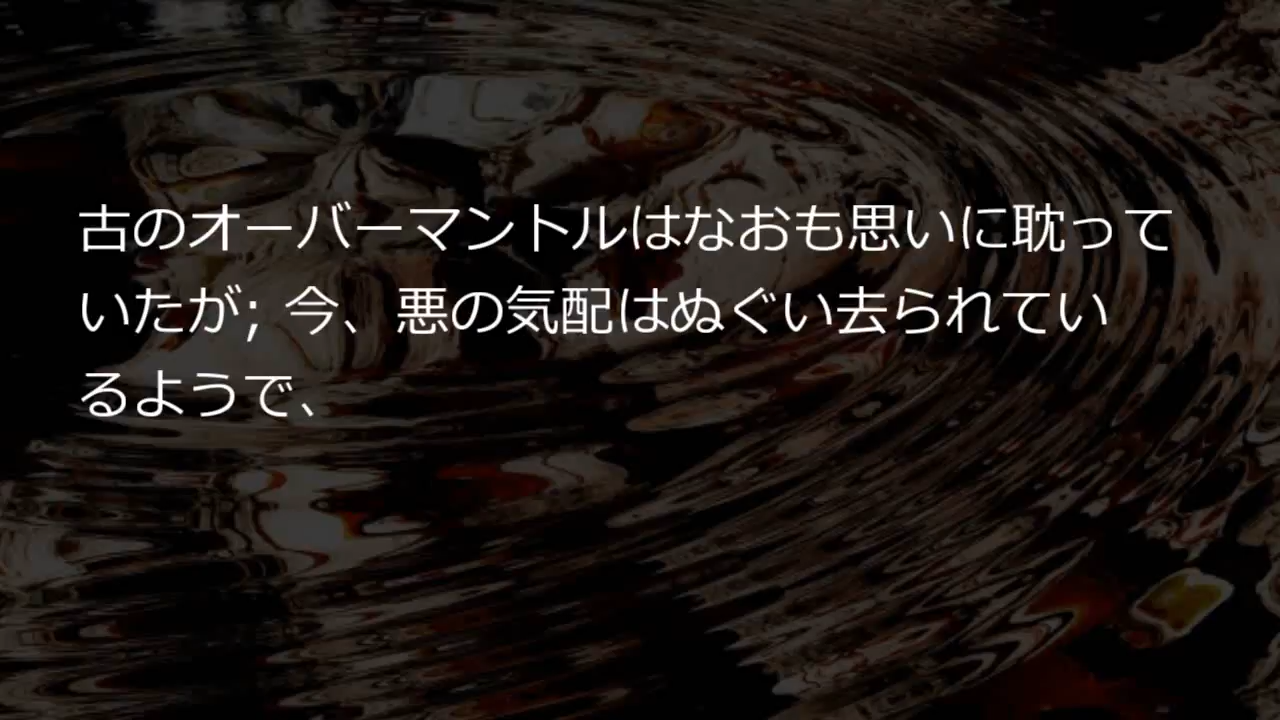 古のオーバーマントルはなおも思いに耽って
いたが; 今、悪の気配はぬぐい去られてい
るようで、